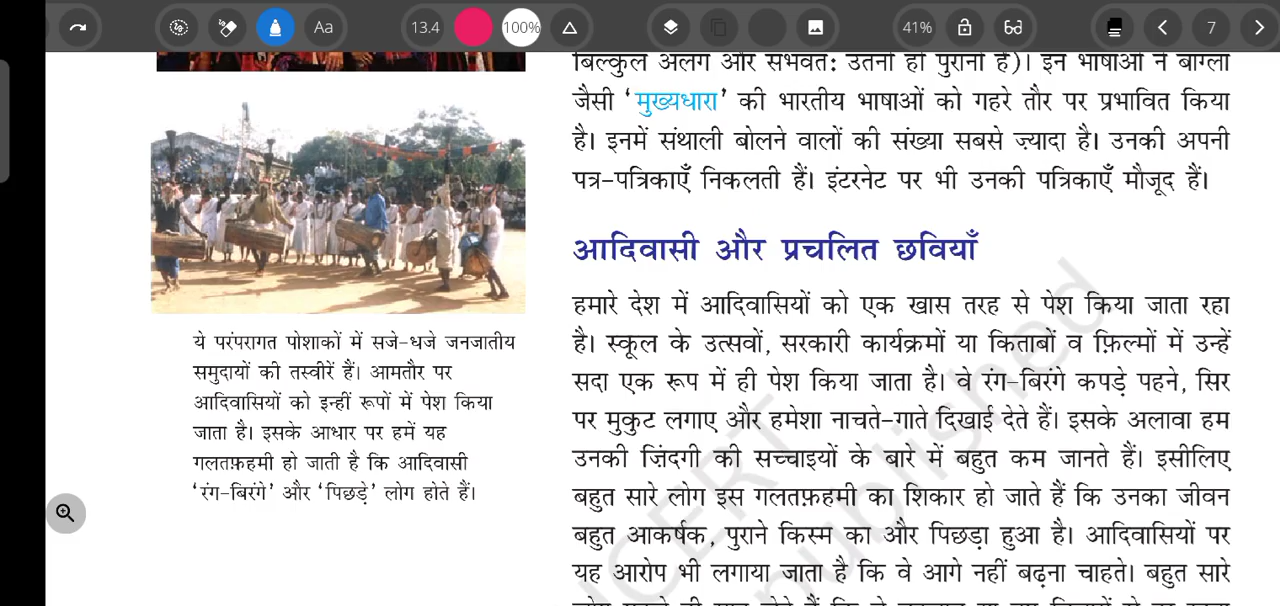 Aa
13.4
100%
41%
7
बिल्कुल अलग और संभवत: उतनी ही पुरानी है)। इन भाषाओं ने बांग्ला
जैसी ‘मुख्यधारा’ की भारतीय भाषाओं को गहरे तौर पर प्रभावित किया
है। इनमें संथाली बोलने वालों की संख्या सबसे ज़्यादा है। उनकी अपनी
पत्र-पत्रिकाएँ निकलती हैं। इंटरनेट पर भी उनकी पत्रिकाएँ मौजूद हैं।
आदिवासी और प्रचलित छवियाँ
हमारे देश में आदिवासियों को एक खास तरह से पेश किया जाता रहा
है। स्कूल के उत्सवों, सरकारी कार्यक्रमों या किताबों व फ़िल्मों में उन्हें
सदा एक रूप में ही पेश किया जाता है। वे रंग-बिरंगे कपड़े पहने, सिर
पर मुकुट लगाए और हमेशा नाचते-गाते दिखाई देते हैं। इसके अलावा हम
उनकी ज़िंदगी की सच्चाइयों के बारे में बहुत कम जानते हैं। इसीलिए
बहुत सारे लोग इस गलतफ़हमी का शिकार हो जाते हैं कि उनका जीवन
बहुत आकर्षक, पुराने किस्म का और पिछड़ा हुआ है। आदिवासियों पर
यह आरोप भी लगाया जाता है कि वे आगे नहीं बढ़ना चाहते। बहुत सारे
ये परंपरागत पोशाकों में सजे-धजे जनजातीय
समुदायों की तस्वीरें हैं। आमतौर पर
आदिवासियों को इन्हीं रूपों में पेश किया
जाता है। इसके आधार पर हमें यह
गलतफ़हमी हो जाती है कि आदिवासी
‘रंग-बिरंगे’ और ‘पिछड़े’ लोग होते हैं।